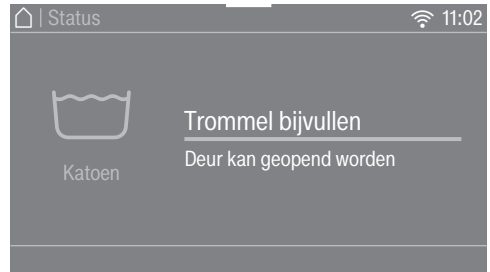 | Status 11:02
Trommel bijvullen
Deur kan geopend worden
Katoen